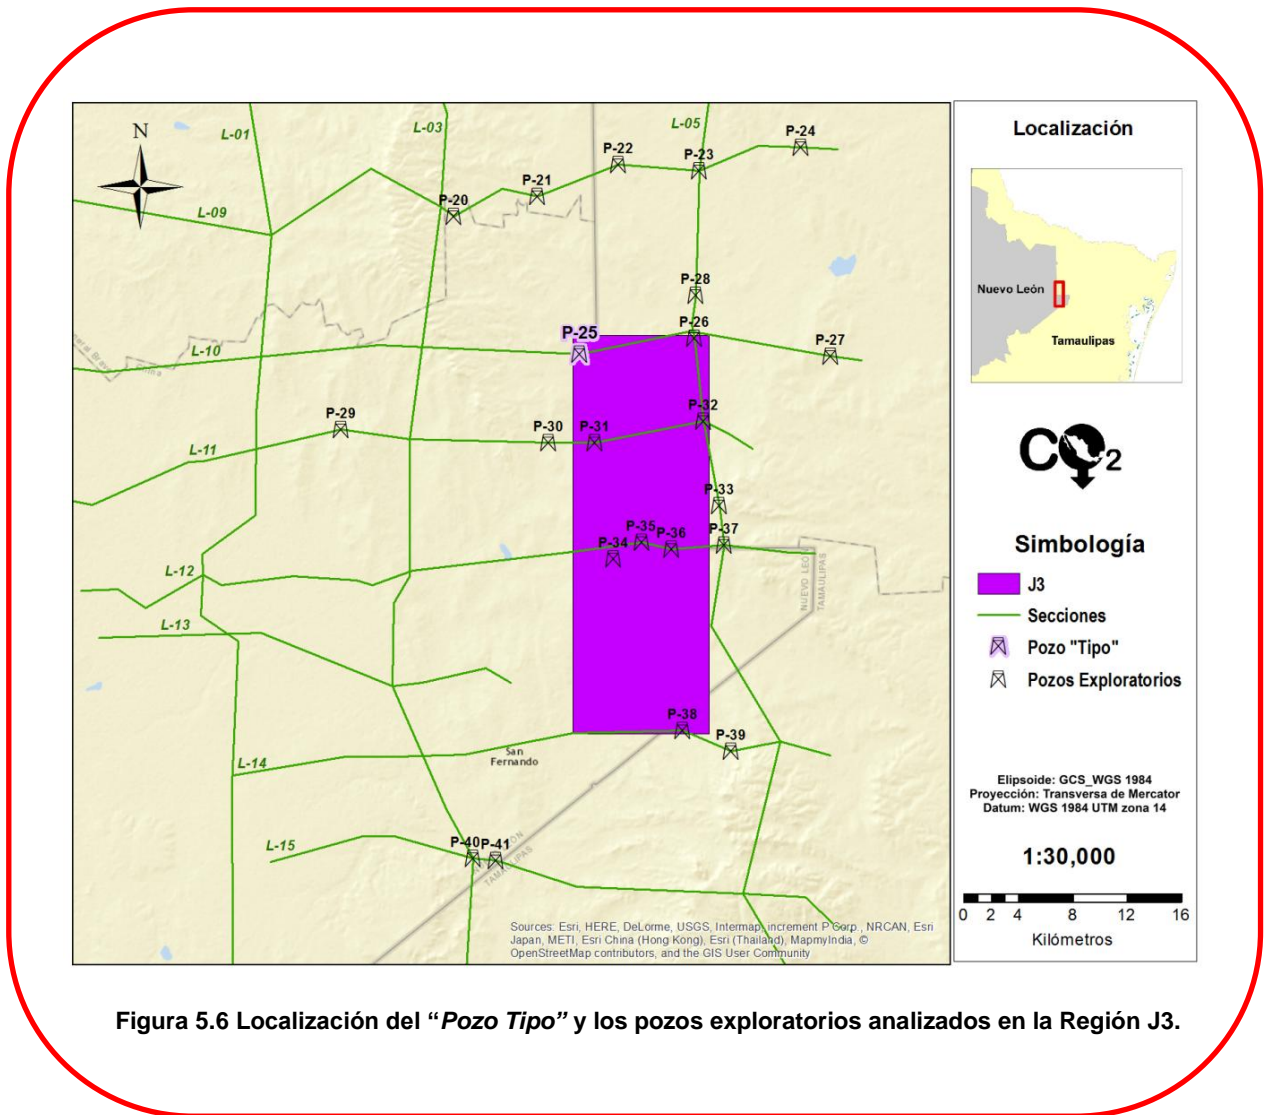 N
L-01
L-03
L-05
P-24
P-22
P-23
P-21
P-20
L-09
P-28
P-26
P-25
P-27
L-10
China
P-29
P-32
P-30
P-31
L-11
P-33
P-35
P-36
P-37
P-34
L-12
NUEVO LEÓN
TAMAULIPAS
L-13
P-38
P-39
San
Fernando
L-14
P-40
P-41
L-15
TAMAULIPAS
Sources: Esri, HERE, DeLorme, USGS, Intermap, increment P Corp., NRCAN, Esri
Japan, METI, Esri China (Hong Kong), Esri (Thailand), MapmyIndia, ©
OpenStreetMap contributors, and the GIS User Community
Localización
Nuevo León
Tamaulipas
CO2
Simbología
J3
Secciones
Pozo "Tipo"
Pozos Exploratorios
Elipsoide: GCS_WGS 1984
Proyección: Transversa de Mercator
Datum: WGS 1984 UTM zona 14
1:30,000
0 2 4 8 12 16
Kilómetros
Figura 5.6 Localización del “Pozo Tipo” y los pozos exploratorios analizados en la Región J3.